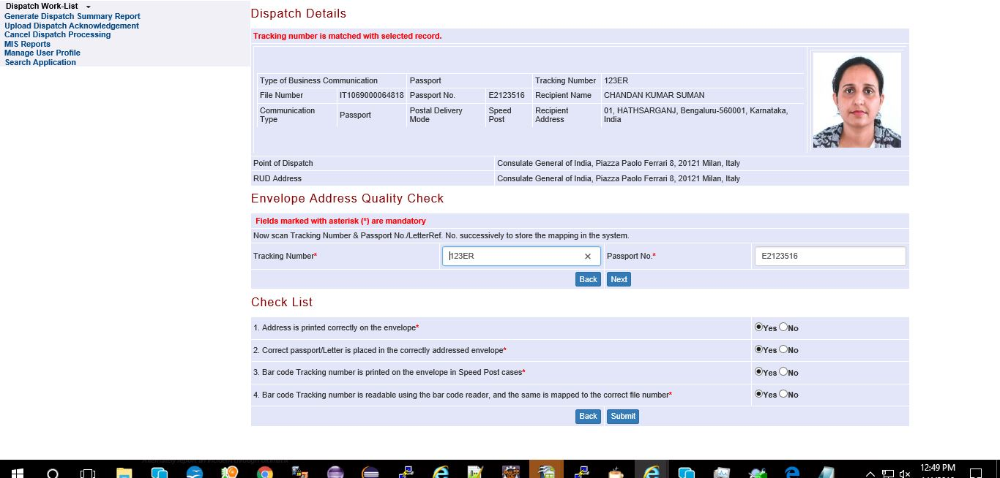 Dispatch Work-List
Generate Dispatch Summary Report
Upload Dispatch Acknowledgement
Cancel Dispatch Processing
MIS Reports
Manage User Profile
Search Application
Dispatch Details
Tracking number is matched with selected record.
Type of Business Communication Passport Tracking Number 123ER
File Number IT1069000064818 Passport No. E2123516 Recipient Name CHANDAN KUMAR SUMAN
Communication Type Passport Postal Delivery Mode Speed Post Recipient Address 01, HATHSARGANJ, Bengaluru-560001, Karnataka, India
Point of Dispatch Consulate General of India, Piazza Paolo Ferrari 8, 20121 Milan, Italy
RUD Address Consulate General of India, Piazza Paolo Ferrari 8, 20121 Milan, Italy
Envelope Address Quality Check
Fields marked with asterisk (*) are mandatory
Now scan Tracking Number & Passport No./LetterRef. No. successively to store the mapping in the system.
Tracking Number* 123ER Passport No.* E2123516
Back Next
Check List
1. Address is printed correctly on the envelope* Yes No
2. Correct passport/Letter is placed in the correctly addressed envelope* Yes No
3. Bar code Tracking number is printed on the envelope in Speed Post cases* Yes No
4. Bar code Tracking number is readable using the bar code reader, and the same is mapped to the correct file number* Yes No
Back Submit
12:49 PM